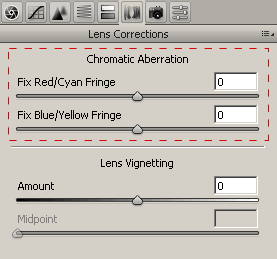 Lens Corrections
Chromatic Aberration
Fix Red/Cyan Fringe 0
Fix Blue/Yellow Fringe 0
Lens Vignetting
Amount 0
Midpoint